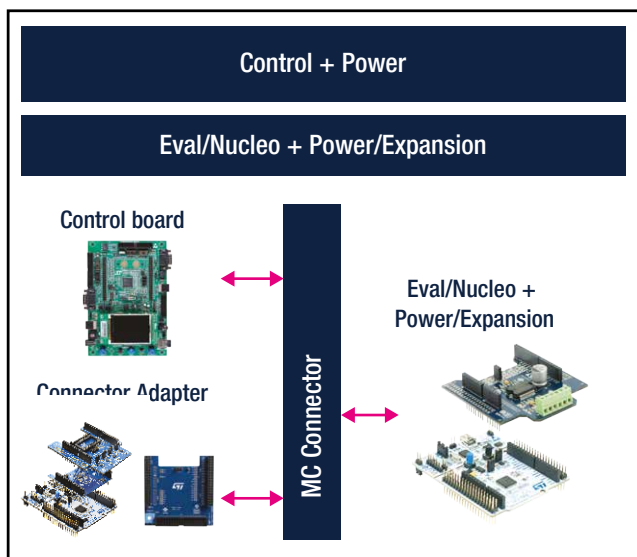 Control + Power
Eval/Nucleo + Power/Expansion
Control board
Eval/Nucleo +
Power/Expansion
Connector Adapter
MC Connector